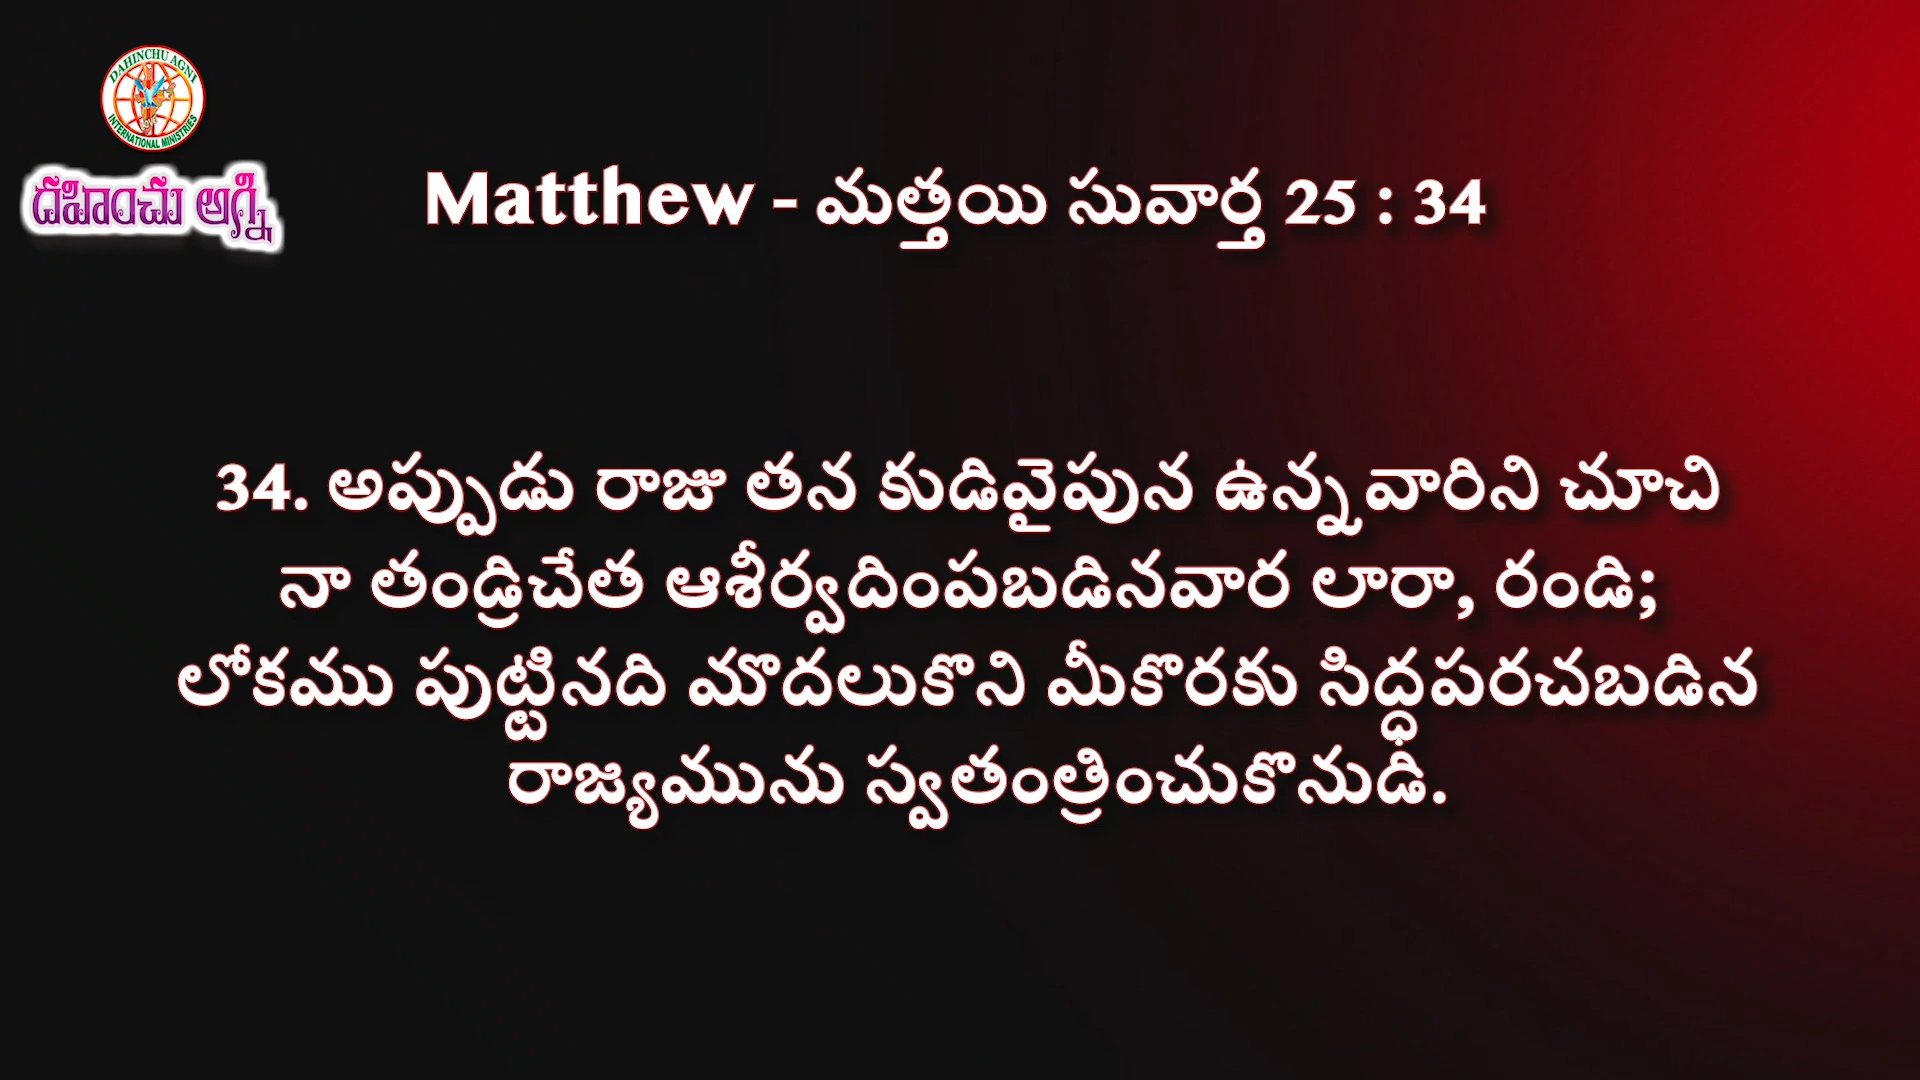 DAHINCHU AGNI
INTERNATIONAL MINISTRIES
దహించు అగ్ని
Matthew - మత్తయి సువార్త 25 : 34
34. అప్పుడు రాజు తన కుడివైపున ఉన్నవారిని చూచి
నా తండ్రిచేత ఆశీర్వదింపబడినవార లారా, రండి;
లోకము పుట్టినది మొదలుకొని మీకొరకు సిద్ధపరచబడిన
రాజ్యమును స్వతంత్రించుకొనుడి.